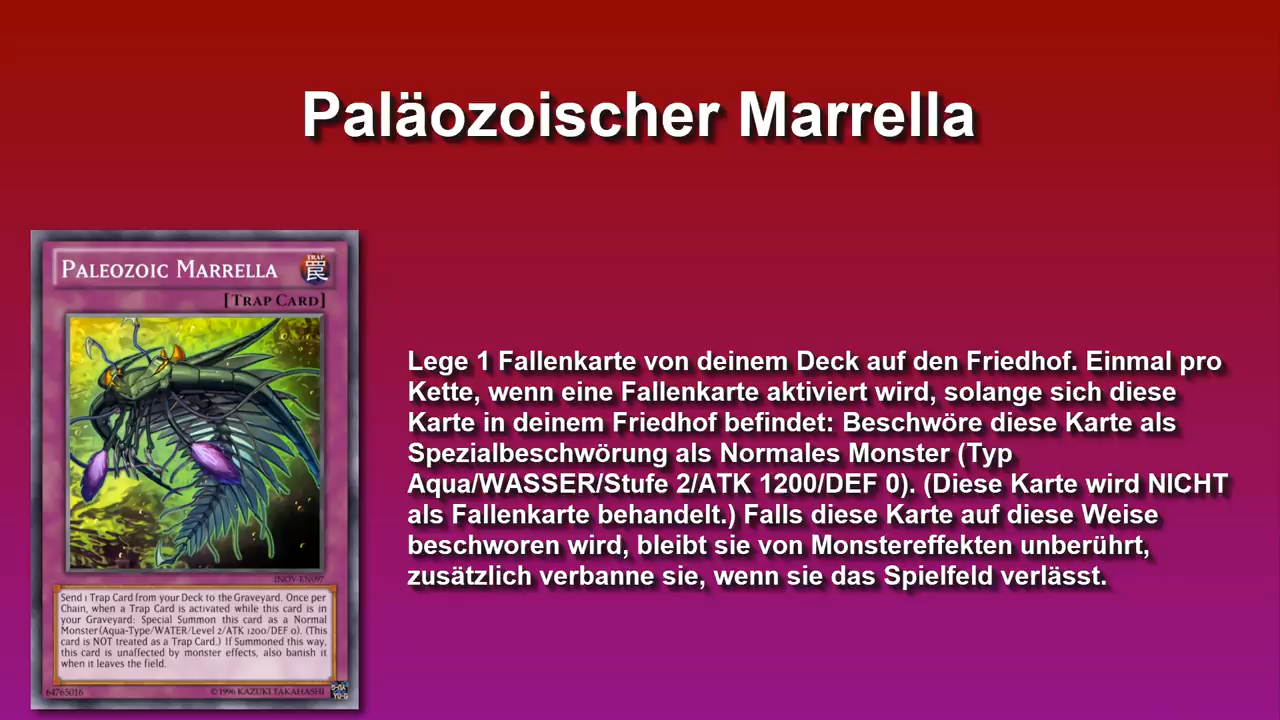 Paläozoischer Marrella
PALEOZOIC MARRELLA
TRAP
罠
[TRAP CARD]
INOV-EN097
Send 1 Trap Card from your Deck to the Graveyard. Once per
Chain, when a Trap Card is activated while this card is in
your Graveyard: Special Summon this card as a Normal
Monster (Aqua-Type/WATER/Level 2/ATK 1200/DEF 0). (This
card is NOT treated as a Trap Card.) If Summoned this way,
this card is unaffected by monster effects, also banish it
when it leaves the field.
64765016
©1996 KAZUKI TAKAHASHI
Lege 1 Fallenkarte von deinem Deck auf den Friedhof. Einmal pro
Kette, wenn eine Fallenkarte aktiviert wird, solange sich diese
Karte in deinem Friedhof befindet: Beschwöre diese Karte als
Spezialbeschwörung als Normales Monster (Typ
Aqua/WASSER/Stufe 2/ATK 1200/DEF 0). (Diese Karte wird NICHT
als Fallenkarte behandelt.) Falls diese Karte auf diese Weise
beschworen wird, bleibt sie von Monstereffekten unberührt,
zusätzlich verbanne sie, wenn sie das Spielfeld verlässt.